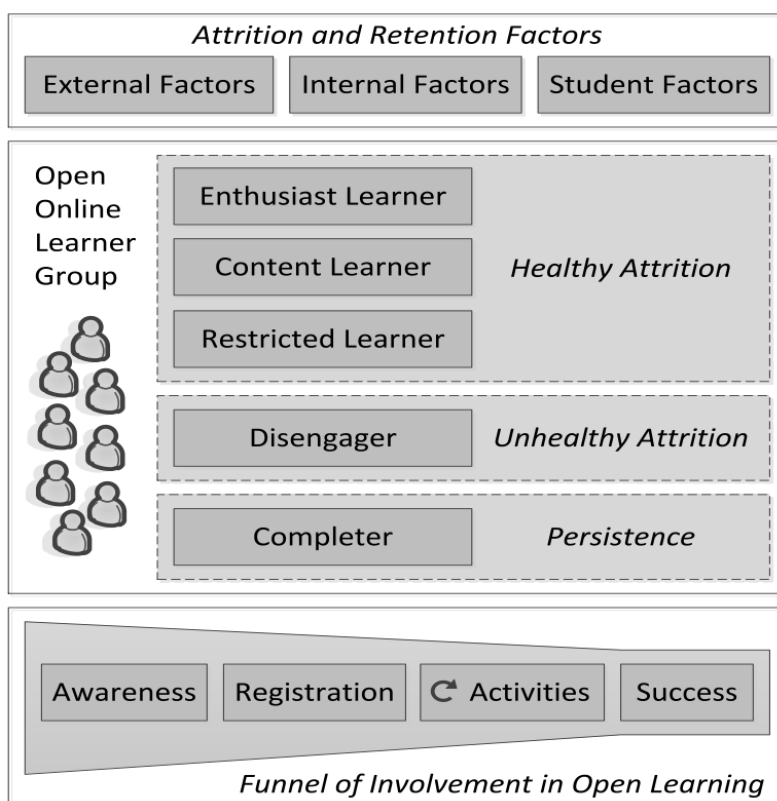 Attrition and Retention Factors
External Factors
Internal Factors
Student Factors
Open
Online
Learner
Group
Enthusiast Learner
Content Learner
Healthy Attrition
Restricted Learner
Disengager
Unhealthy Attrition
Completer
Persistence
Awareness
Registration
Activities
Success
Funnel of Involvement in Open Learning